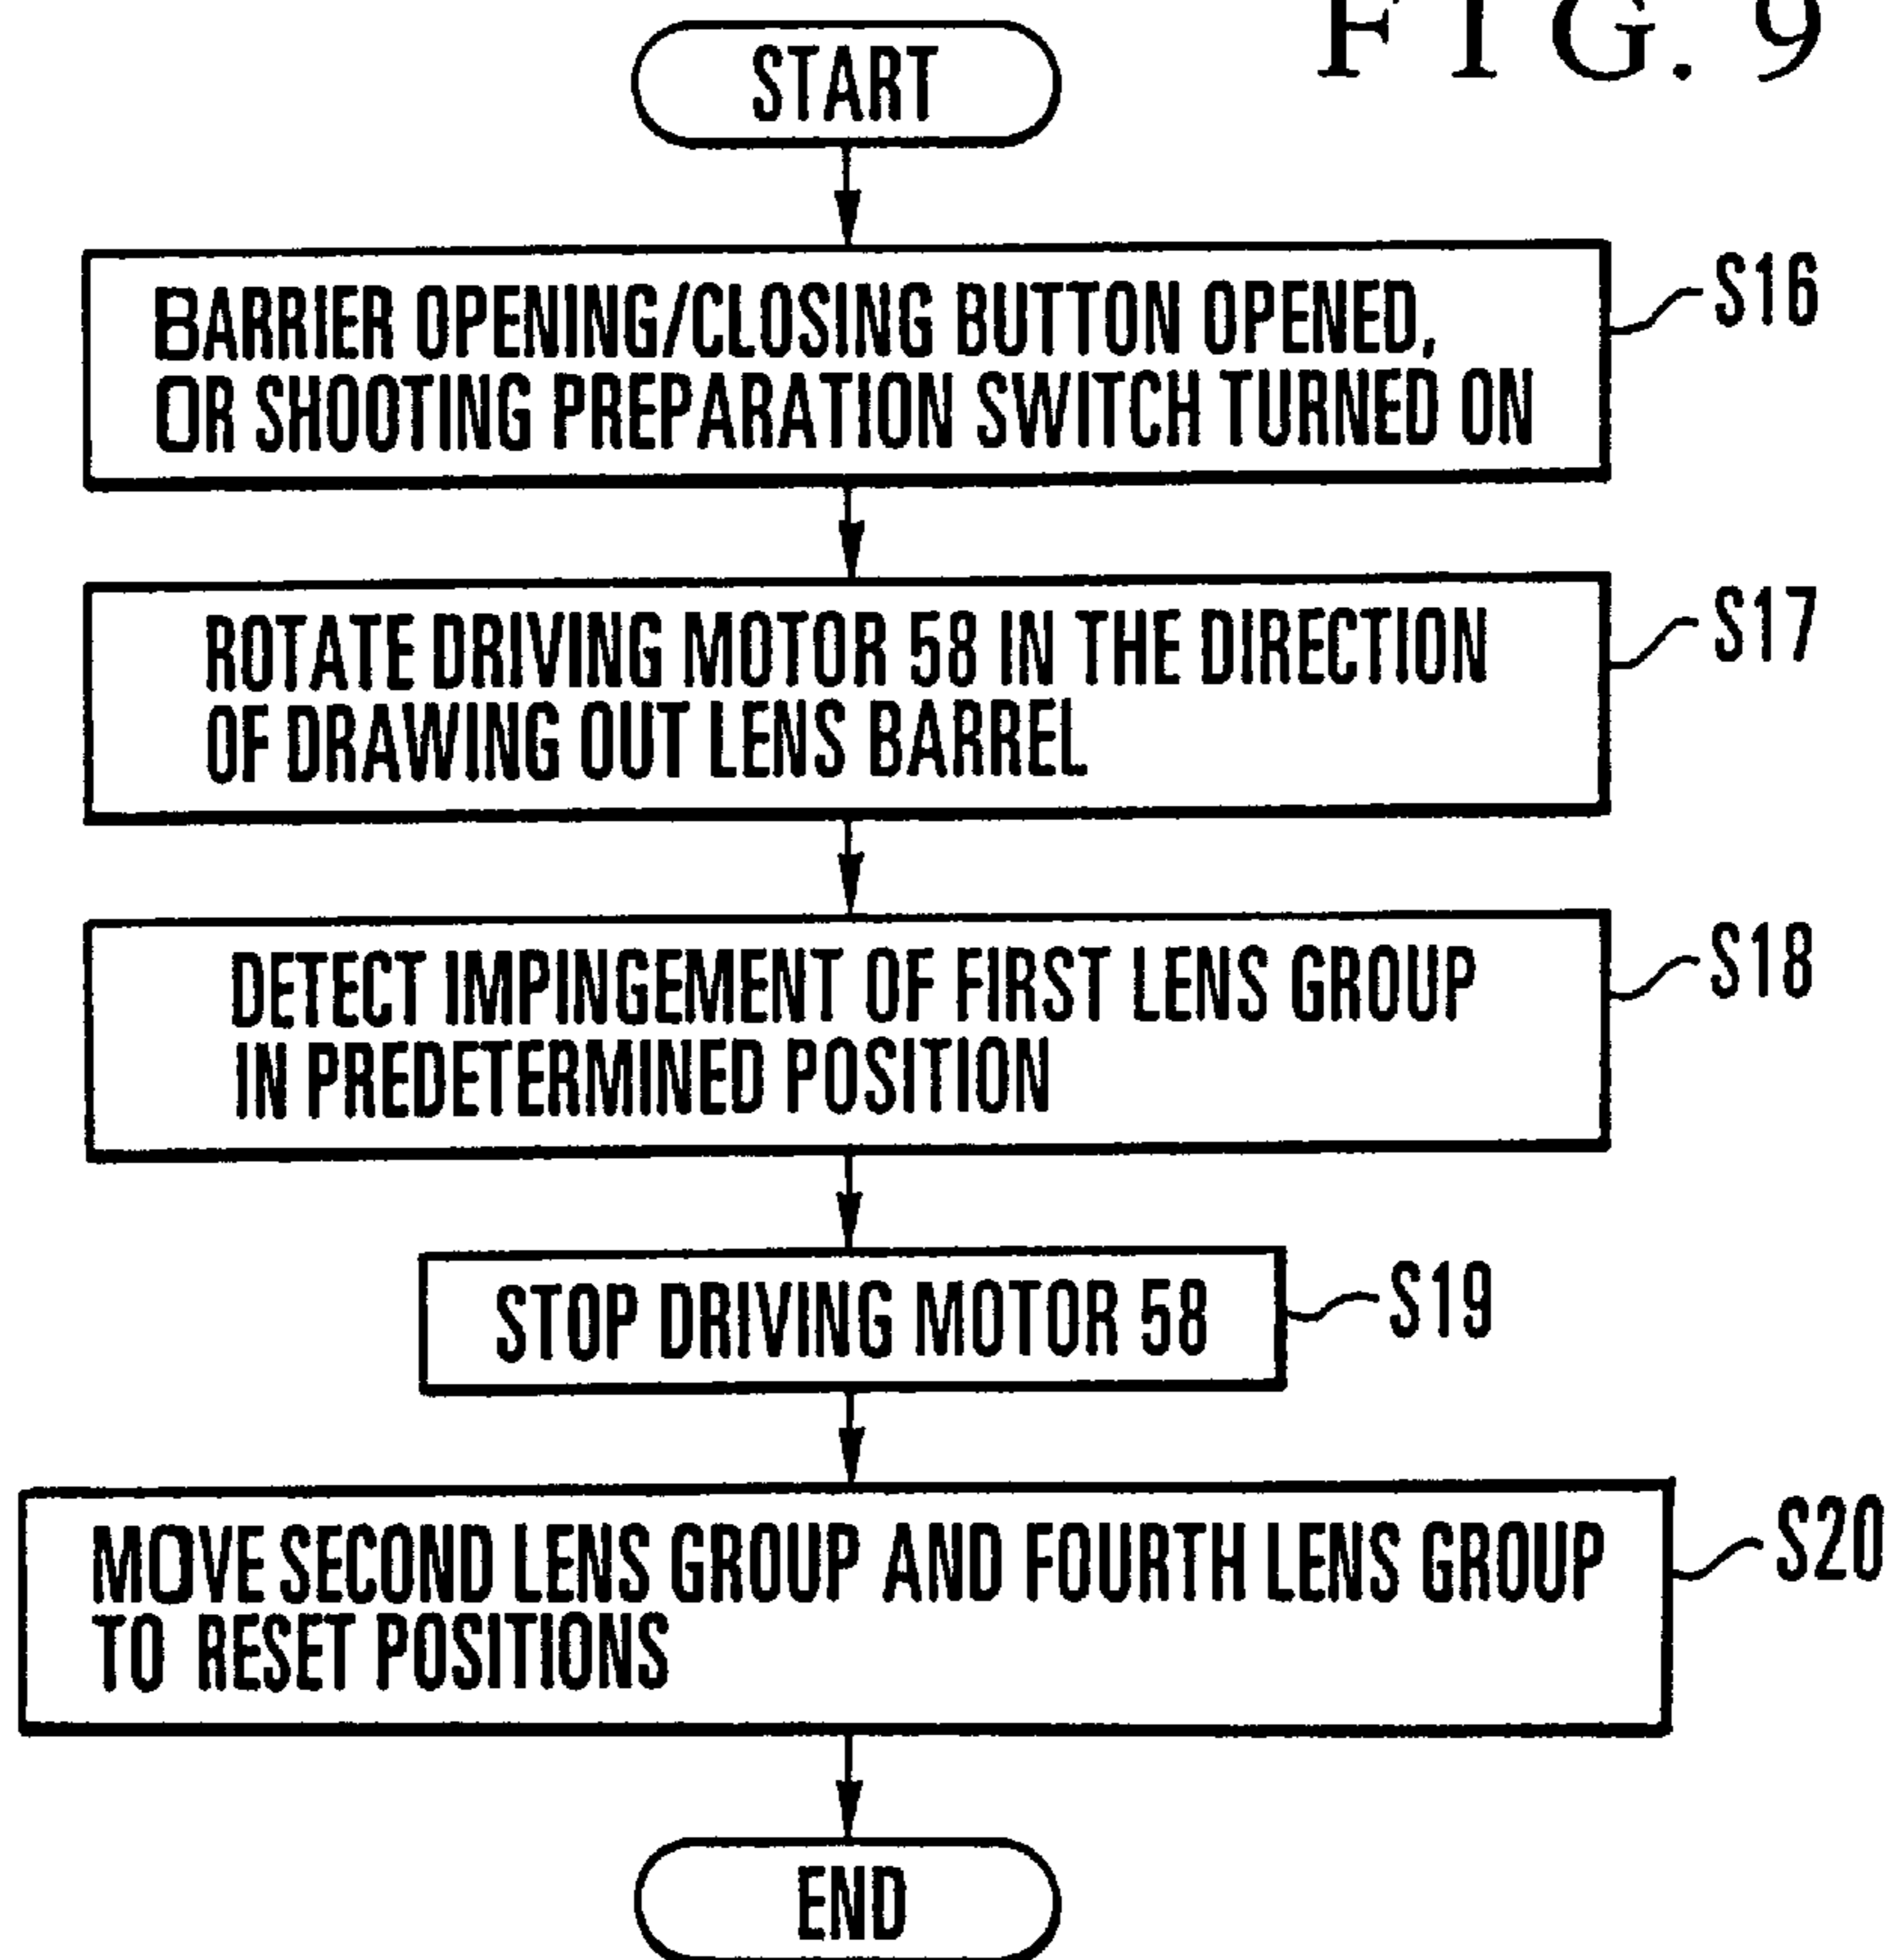 FIG. 9
START
BARRIER OPENING/CLOSING BUTTON OPENED,
OR SHOOTING PREPARATION SWITCH TURNED ON
S16
ROTATE DRIVING MOTOR 58 IN THE DIRECTION
OF DRAWING OUT LENS BARREL
S17
DETECT IMPINGEMENT OF FIRST LENS GROUP
IN PREDETERMINED POSITION
S18
STOP DRIVING MOTOR 58
S19
MOVE SECOND LENS GROUP AND FOURTH LENS GROUP
TO RESET POSITIONS
S20
END